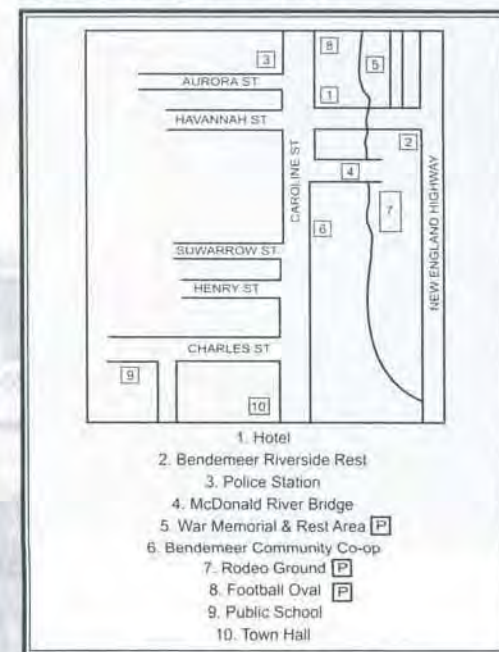 8
3
5
AURORA ST
1
HAVANNAH ST
2
4
CAROLINE ST
7
6
NEW ENGLAND HIGHWAY
SUWARROW ST
HENRY ST
CHARLES ST
9
10
1. Hotel
2. Bendemeer Riverside Rest
3. Police Station
4. McDonald River Bridge
5. War Memorial & Rest Area P
6. Bendemeer Community Co-op
7. Rodeo Ground P
8. Football Oval P
9. Public School
10. Town Hall